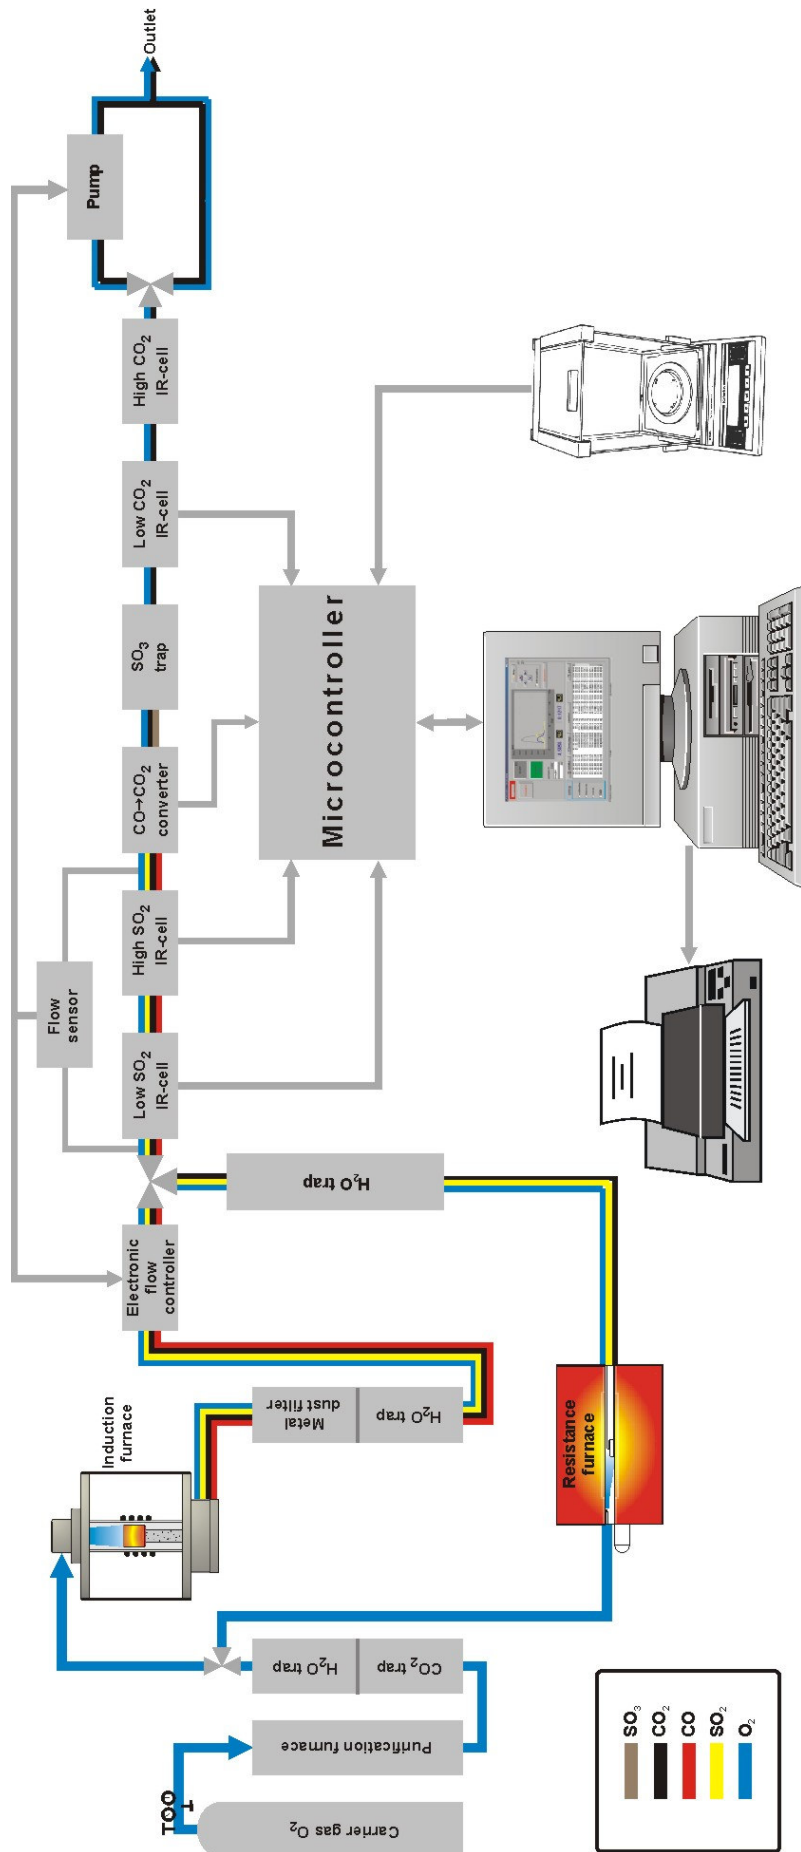 Outlet
Pump
High CO₂
IR-cell
Low CO₂
IR-cell
SO₃
trap
CO→CO₂
converter
High SO₂
IR-cell
Low SO₂
IR-cell
Flow
sensor
Electronic
flow
controller
Microcontroller
H₂O trap
Metal
dust filter
H₂O trap
Induction
furnace
Resistance
furnace
H₂O trap
CO₂ trap
Purification furnace
TOO
T
Carrier gas O₂
SO₃
CO₂
CO
SO₂
O₂